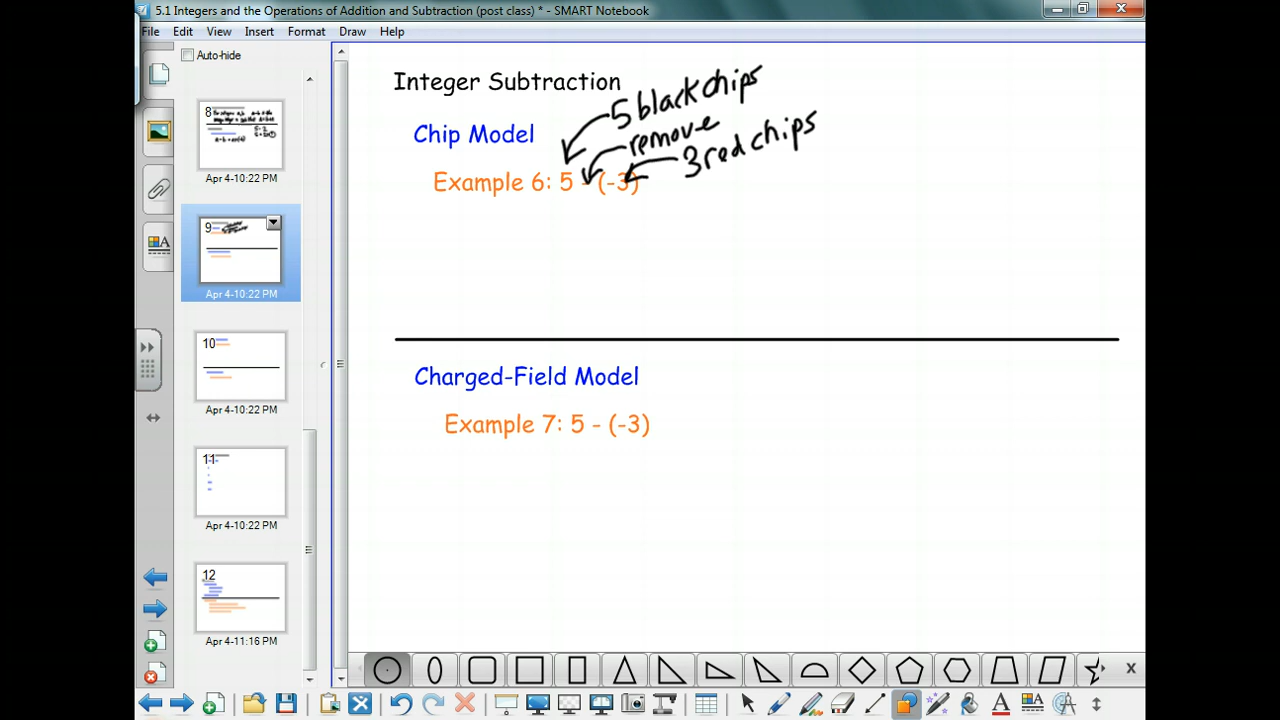 5.1 Integers and the Operations of Addition and Subtraction (post class) * - SMART Notebook
File Edit View Insert Format Draw Help
Auto-hide
8
Apr 4-10:22 PM
9
Apr 4-10:22 PM
10
Apr 4-10:22 PM
11
Apr 4-10:22 PM
12
Apr 4-11:16 PM
Integer Subtraction
5 black chips
Chip Model
remove
3 red chips
Example 6: 5 - (-3)
Charged-Field Model
Example 7: 5 - (-3)